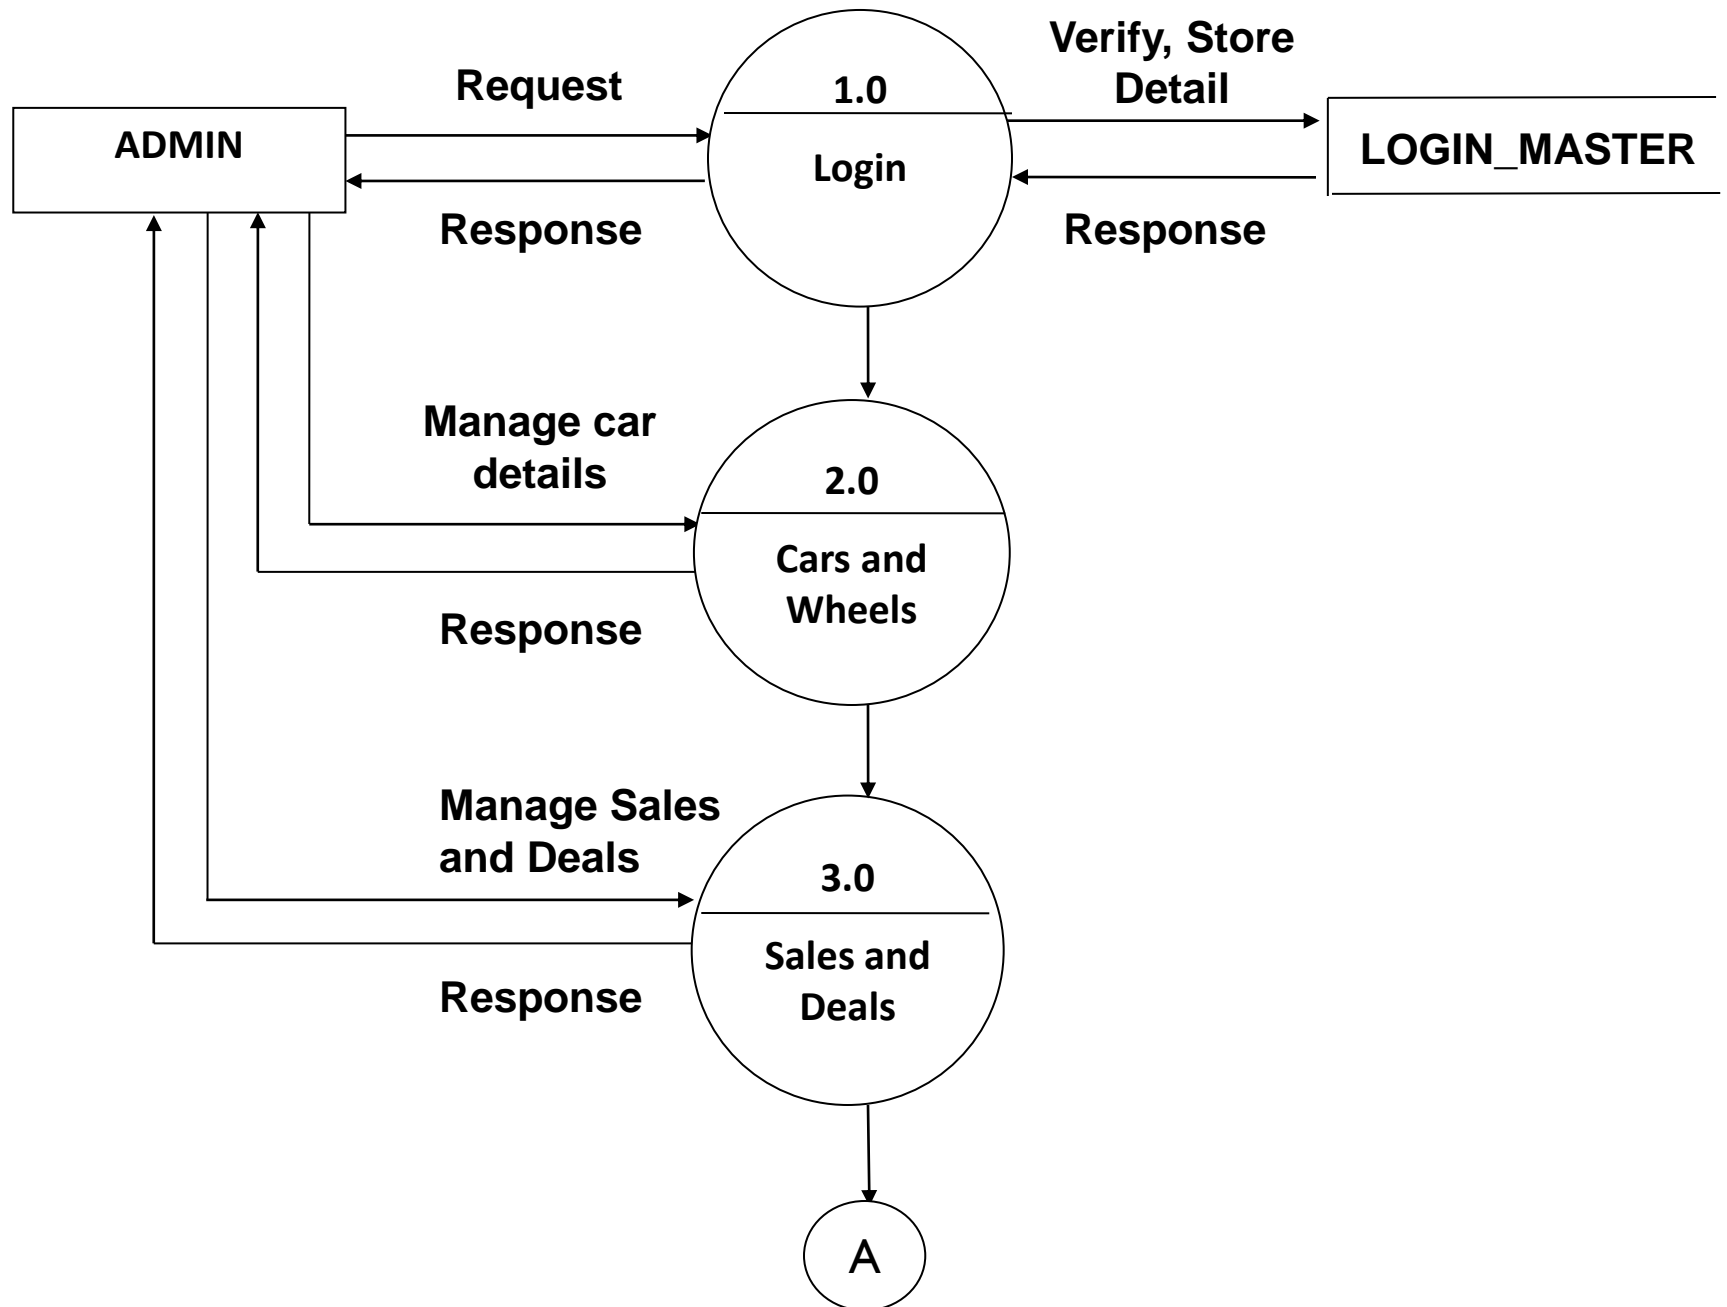 Verify, Store
Detail
Request
1.0
ADMIN
LOGIN_MASTER
Login
Response
Response
Manage car
details
2.0
Cars and
Wheels
Response
Manage Sales
and Deals
3.0
Sales and
Deals
Response
A